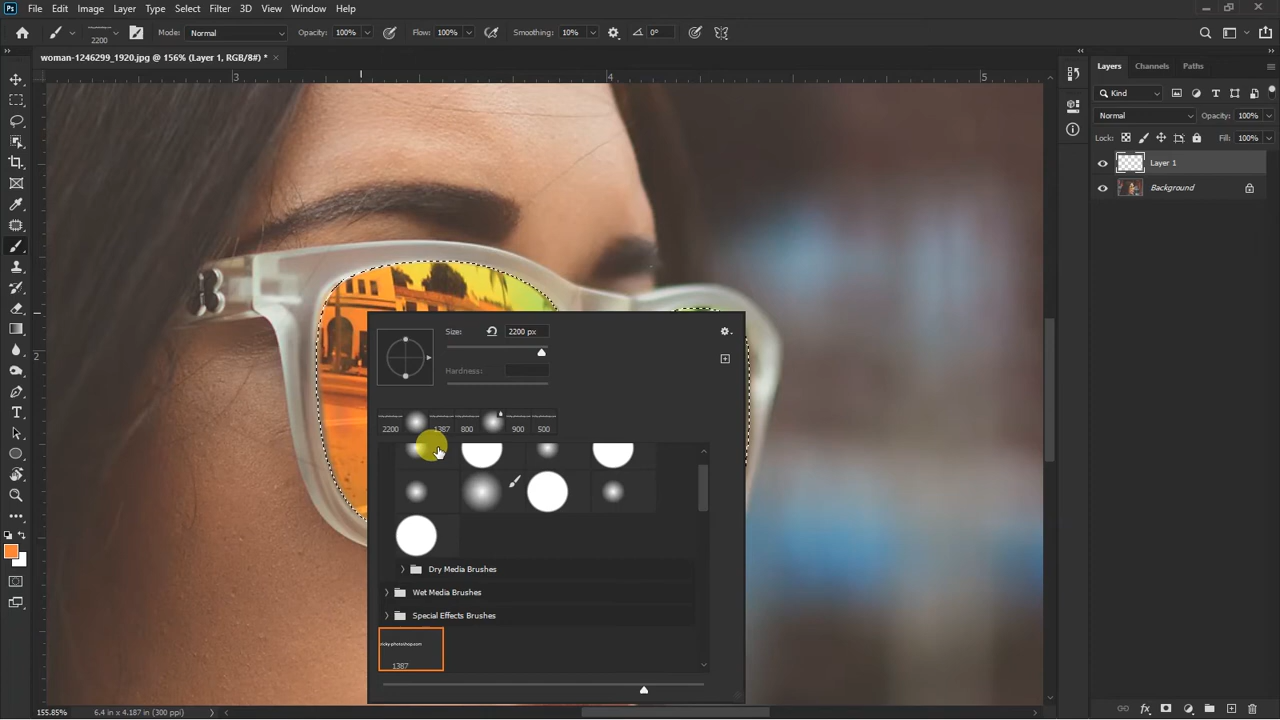 Ps File Edit Image Layer Type Select Filter 3D View Window Help
2200 Mode: Normal Opacity: 100% Flow: 100% Smoothing: 10% 0°
woman-1246299_1920.jpg @ 156% (Layer 1, RGB/8#) * ×
3 4 5
2
Layers Channels Paths
Kind
Normal Opacity: 100%
Lock: Fill: 100%
Layer 1
Background
Size: 2200 px
Hardness:
2200 1387 800 900 500
Dry Media Brushes
Wet Media Brushes
Special Effects Brushes
1387
155.85% 6.4 in x 4.187 in (300 ppi)